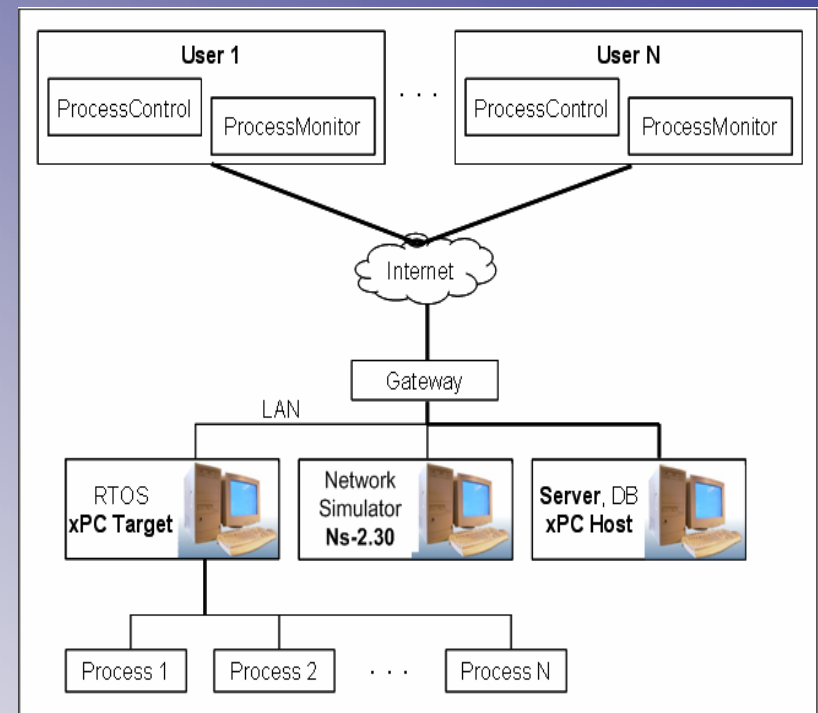 User 1
ProcessControl
ProcessMonitor
. . .
User N
ProcessControl
ProcessMonitor
Internet
Gateway
LAN
RTOS
xPC Target
Network
Simulator
Ns-2.30
Server, DB
xPC Host
Process 1
Process 2
. . .
Process N